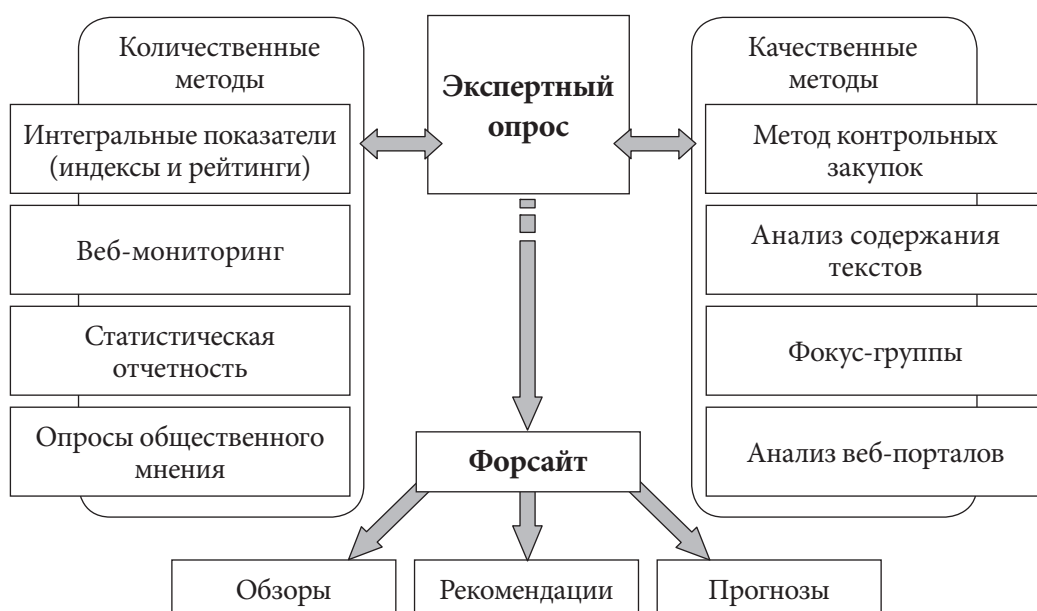 Количественные
методы
Интегральные показатели
(индексы и рейтинги)
Веб-мониторинг
Статистическая
отчетность
Опросы общественного
мнения
Экспертный
опрос
Качественные
методы
Метод контрольных
закупок
Анализ содержания
текстов
Фокус-группы
Анализ веб-порталов
Форсайт
Обзоры
Рекомендации
Прогнозы